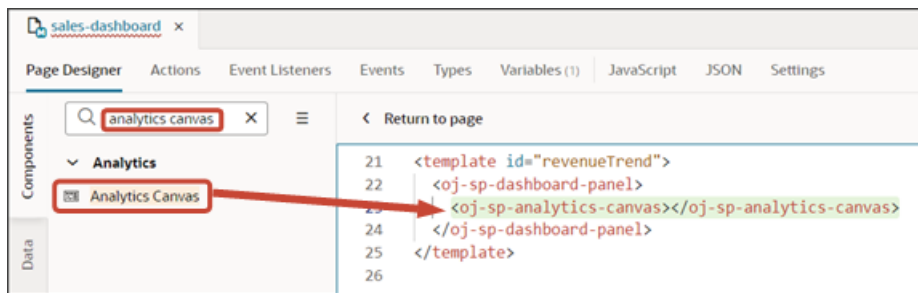 sales-dashboard ×
Page Designer Actions Event Listeners Events Types Variables (1) JavaScript JSON Settings
Components
Data
analytics canvas
Analytics
Analytics Canvas
Return to page
21 <template id="revenueTrend">
22 <oj-sp-dashboard-panel>
23 <oj-sp-analytics-canvas></oj-sp-analytics-canvas>
24 </oj-sp-dashboard-panel>
25 </template>
26